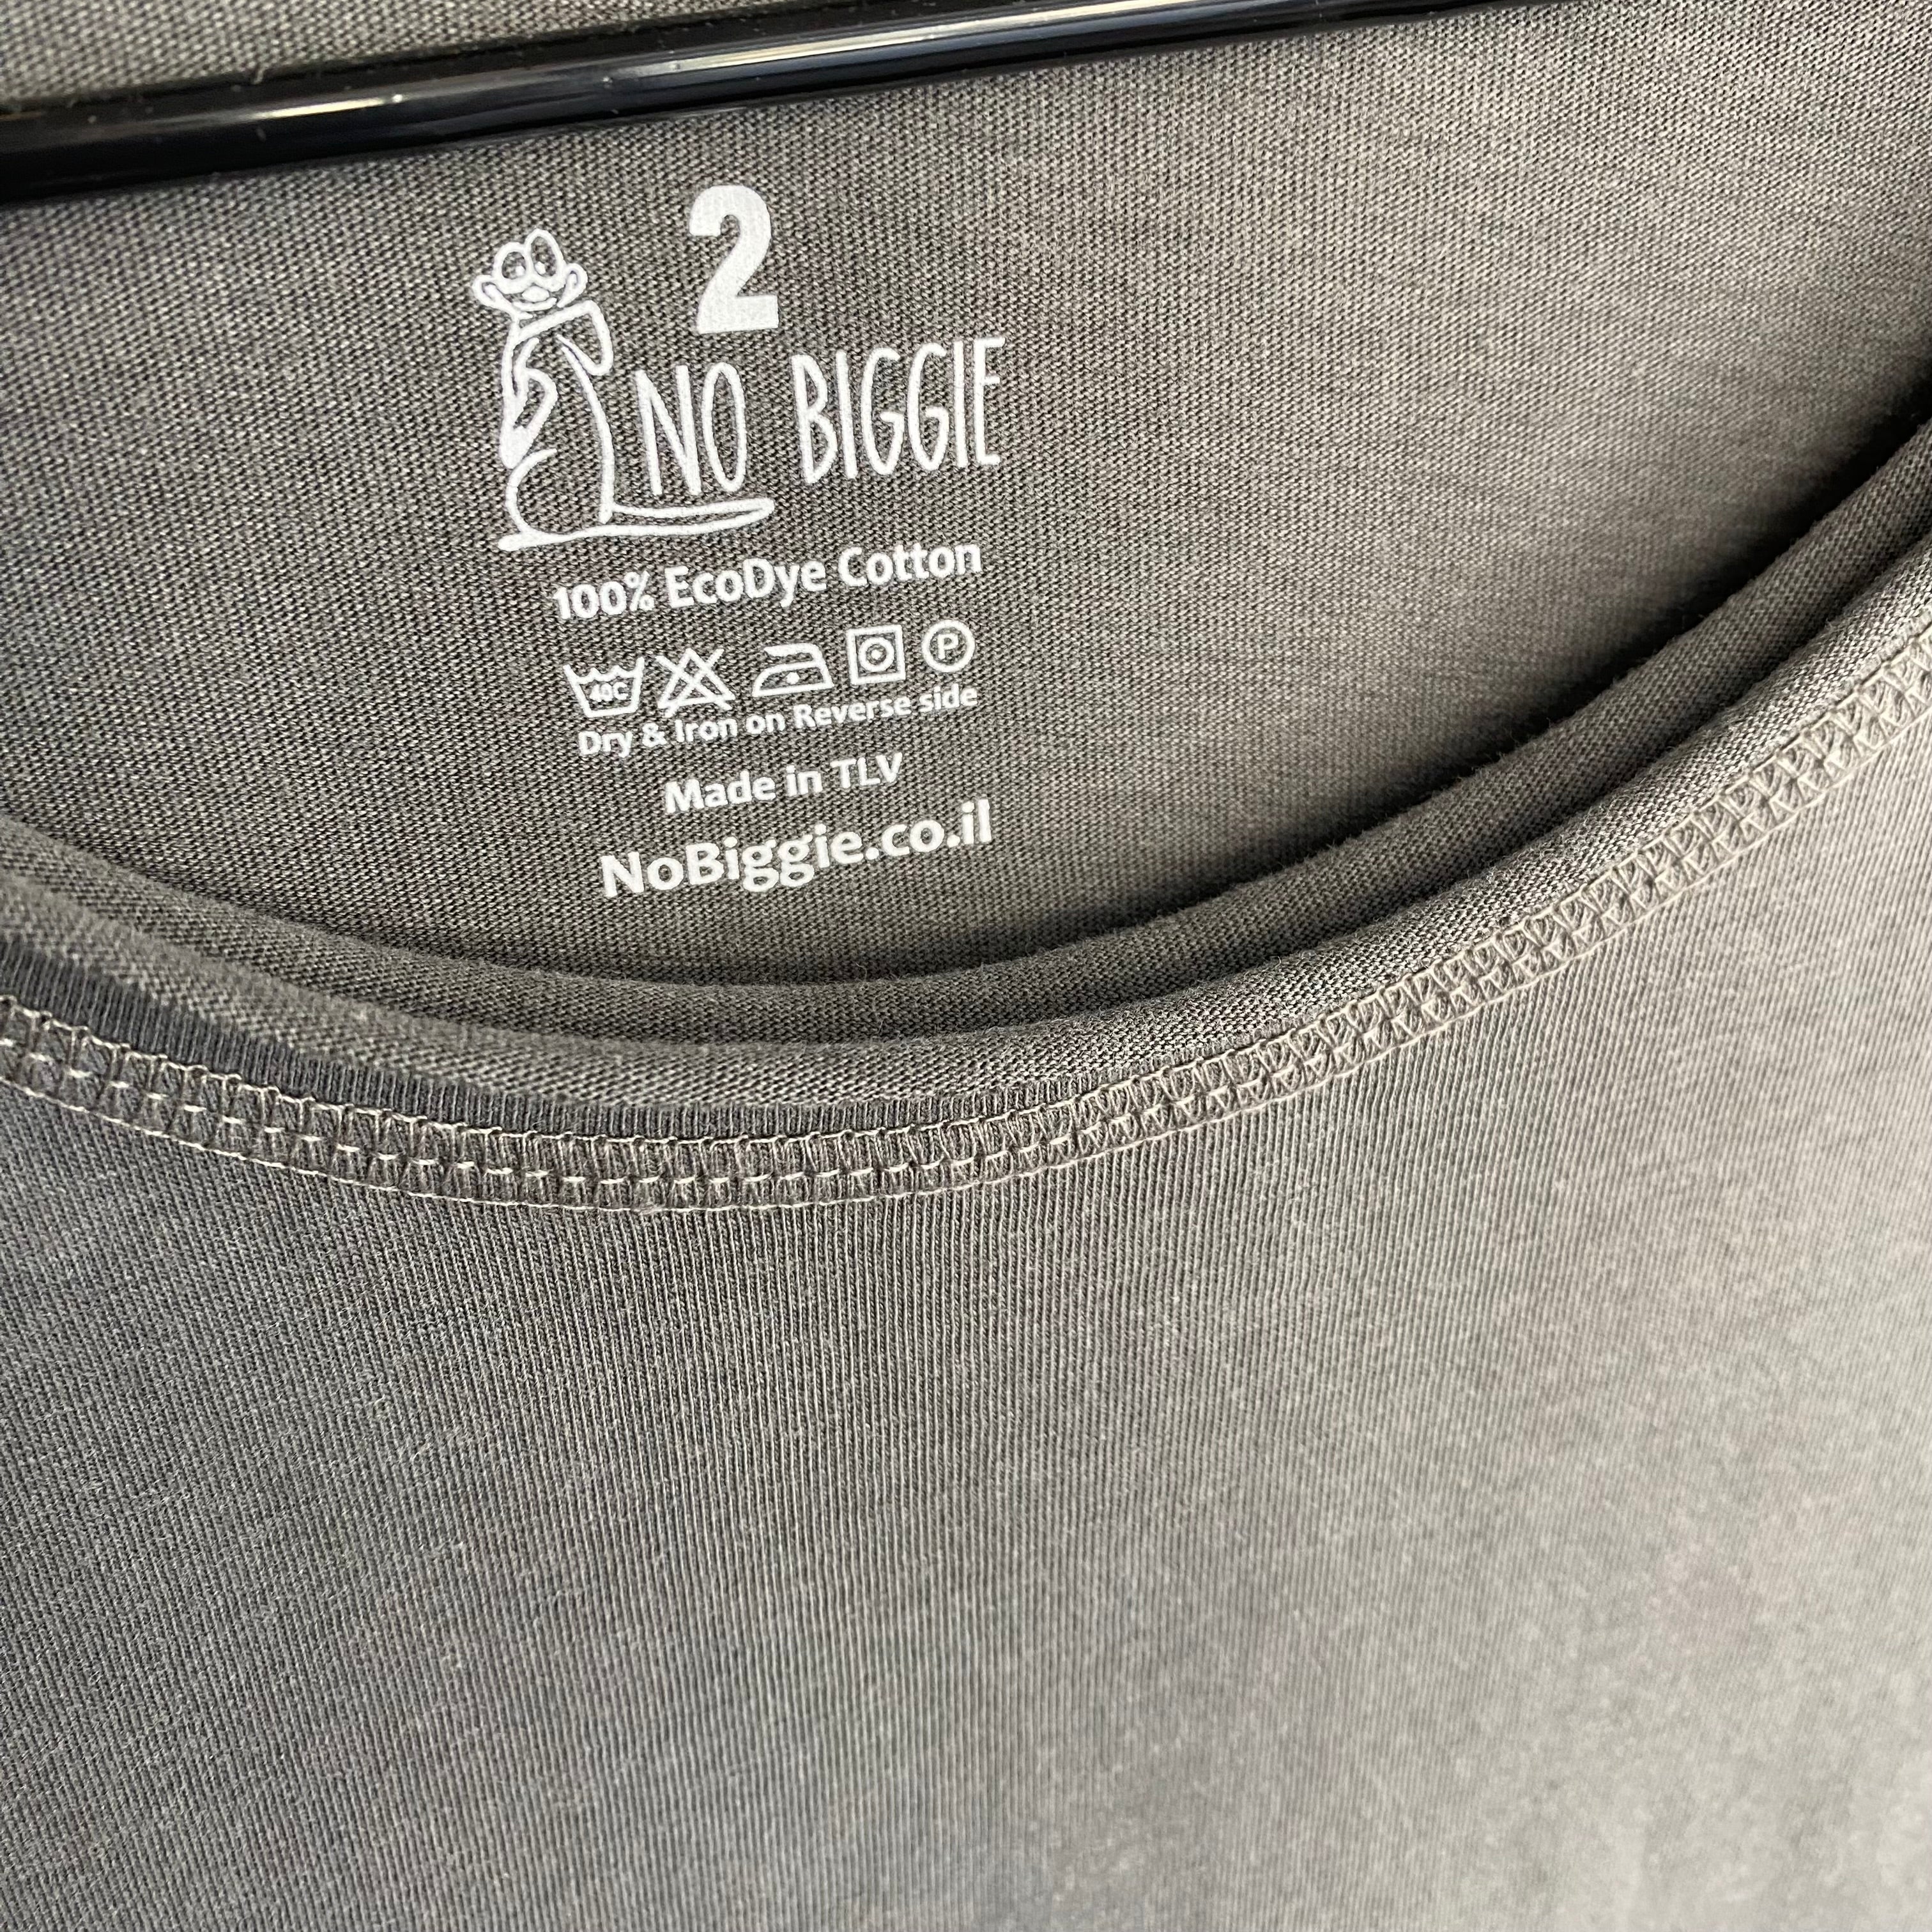 2
NO BIGGIE
100% EcoDye Cotton
40C P
Dry & Iron on Reverse side
Made in TLV
NoBiggie.co.il